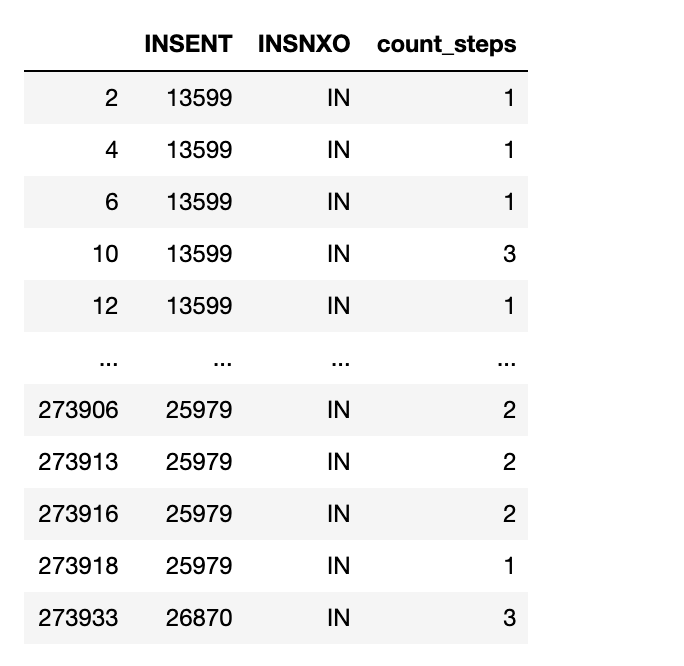 INSENT INSNXO count_steps
2 13599 IN 1
4 13599 IN 1
6 13599 IN 1
10 13599 IN 3
12 13599 IN 1
... ... ... ...
273906 25979 IN 2
273913 25979 IN 2
273916 25979 IN 2
273918 25979 IN 1
273933 26870 IN 3